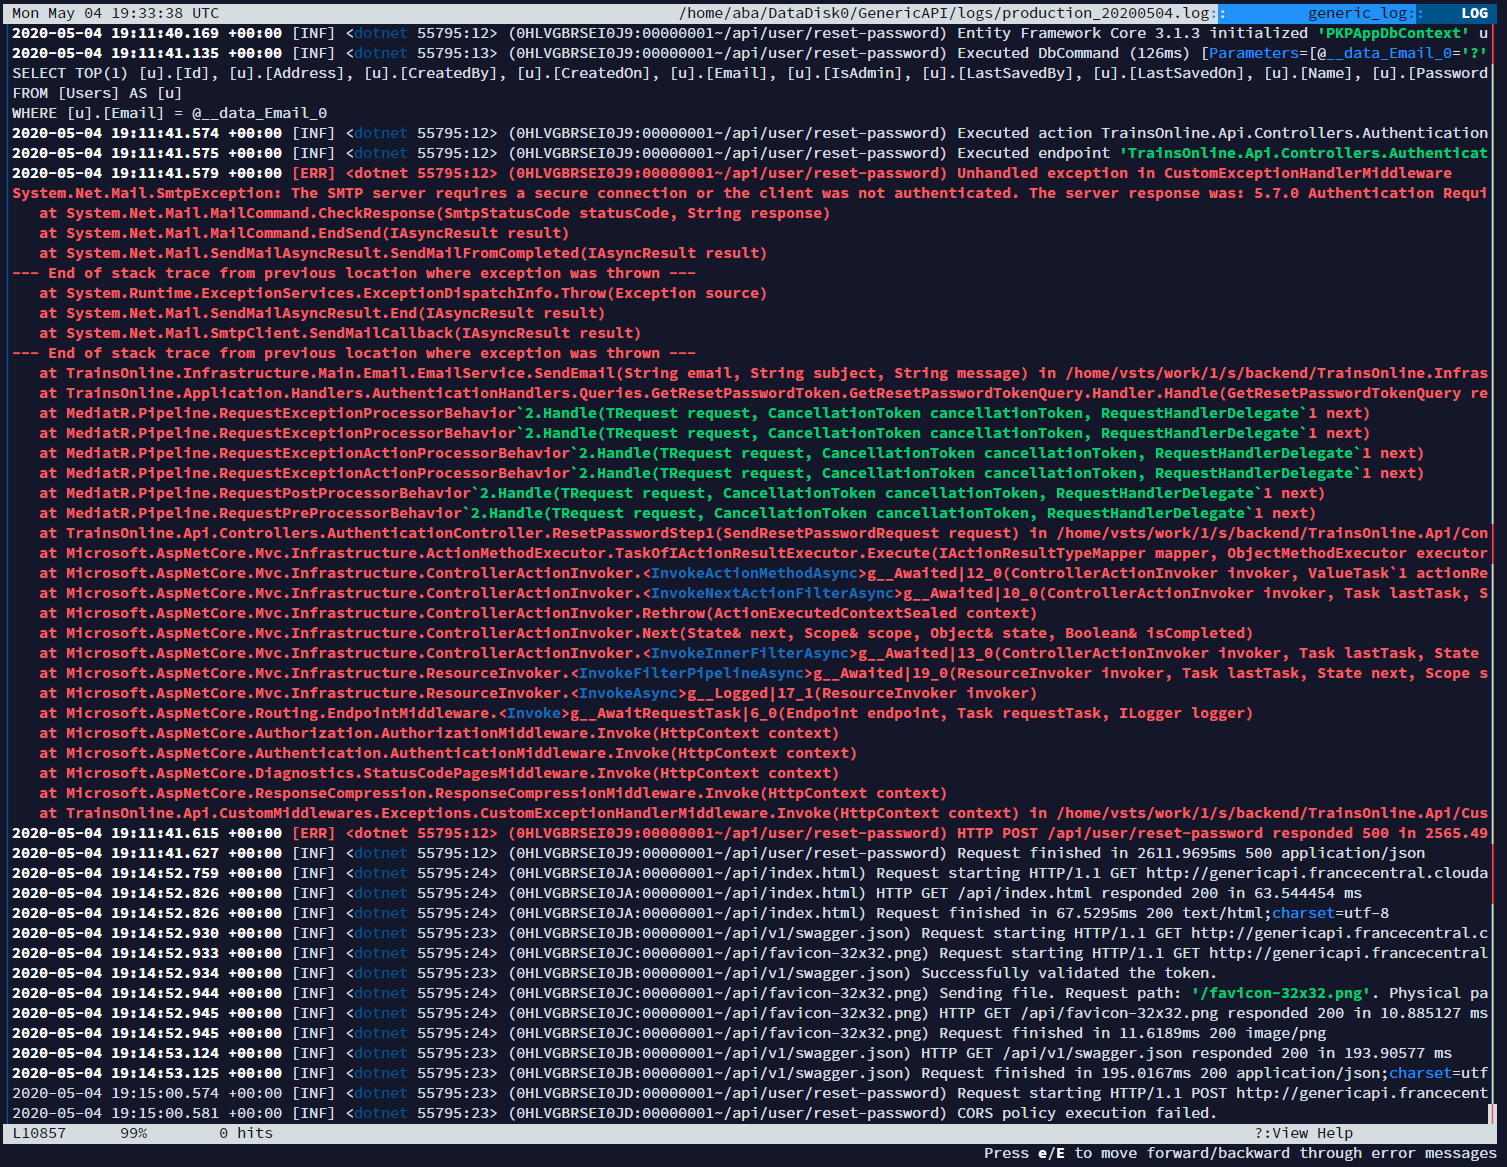 Mon May 04 19:33:38 UTC /home/aba/DataDisk0/GenericAPI/logs/production_20200504.log:: generic_log:: LOG
2020-05-04 19:11:40.169 +00:00 [INF] <dotnet 55795:12> (0HLVGBRSEI0J9:00000001~/api/user/reset-password) Entity Framework Core 3.1.3 initialized 'PKPAppDbContext' u
2020-05-04 19:11:41.135 +00:00 [INF] <dotnet 55795:12> (0HLVGBRSEI0J9:00000001~/api/user/reset-password) Executed DbCommand (126ms) [Parameters=[@__data_Email_0='?'
SELECT TOP(1) [u].[Id], [u].[Address], [u].[CreatedBy], [u].[CreatedOn], [u].[Email], [u].[IsAdmin], [u].[LastSavedBy], [u].[LastSavedOn], [u].[Name], [u].[Password
FROM [Users] AS [u]
WHERE [u].[Email] = @__data_Email_0
2020-05-04 19:11:41.574 +00:00 [INF] <dotnet 55795:12> (0HLVGBRSEI0J9:00000001~/api/user/reset-password) Executed action TrainsOnline.Api.Controllers.Authentication
2020-05-04 19:11:41.575 +00:00 [INF] <dotnet 55795:12> (0HLVGBRSEI0J9:00000001~/api/user/reset-password) Executed endpoint 'TrainsOnline.Api.Controllers.Authenticat
2020-05-04 19:11:41.579 +00:00 [ERR] <dotnet 55795:12> (0HLVGBRSEI0J9:00000001~/api/user/reset-password) Unhandled exception in CustomExceptionHandlerMiddleware
System.Net.Mail.SmtpException: The SMTP server requires a secure connection or the client was not authenticated. The server response was: 5.7.0 Authentication Requi
   at System.Net.Mail.MailCommand.CheckResponse(SmtpStatusCode statusCode, String response)
   at System.Net.Mail.MailCommand.EndSend(IAsyncResult result)
   at System.Net.Mail.SendMailAsyncResult.SendMailFromCompleted(IAsyncResult result)
--- End of stack trace from previous location where exception was thrown ---
   at System.Runtime.ExceptionServices.ExceptionDispatchInfo.Throw(Exception source)
   at System.Net.Mail.SendMailAsyncResult.End(IAsyncResult result)
   at System.Net.Mail.SmtpClient.SendMailCallback(IAsyncResult result)
--- End of stack trace from previous location where exception was thrown ---
   at TrainsOnline.Infrastructure.Main.Email.EmailService.SendEmail(String email, String subject, String message) in /home/vsts/work/1/s/backend/TrainsOnline.Infras
   at TrainsOnline.Application.Handlers.AuthenticationHandlers.Queries.GetResetPasswordToken.GetResetPasswordTokenQuery.Handler.Handle(GetResetPasswordTokenQuery re
   at MediatR.Pipeline.RequestExceptionProcessorBehavior`2.Handle(TRequest request, CancellationToken cancellationToken, RequestHandlerDelegate`1 next)
   at MediatR.Pipeline.RequestExceptionProcessorBehavior`2.Handle(TRequest request, CancellationToken cancellationToken, RequestHandlerDelegate`1 next)
   at MediatR.Pipeline.RequestExceptionActionProcessorBehavior`2.Handle(TRequest request, CancellationToken cancellationToken, RequestHandlerDelegate`1 next)
   at MediatR.Pipeline.RequestExceptionActionProcessorBehavior`2.Handle(TRequest request, CancellationToken cancellationToken, RequestHandlerDelegate`1 next)
   at MediatR.Pipeline.RequestPostProcessorBehavior`2.Handle(TRequest request, CancellationToken cancellationToken, RequestHandlerDelegate`1 next)
   at MediatR.Pipeline.RequestPreProcessorBehavior`2.Handle(TRequest request, CancellationToken cancellationToken, RequestHandlerDelegate`1 next)
   at TrainsOnline.Api.Controllers.AuthenticationController.ResetPasswordStep1(SendResetPasswordRequest request) in /home/vsts/work/1/s/backend/TrainsOnline.Api/Con
   at Microsoft.AspNetCore.Mvc.Infrastructure.ActionMethodExecutor.TaskOfIActionResultExecutor.Execute(IActionResultTypeMapper mapper, ObjectMethodExecutor executor
   at Microsoft.AspNetCore.Mvc.Infrastructure.ControllerActionInvoker.<InvokeActionMethodAsync>g__Awaited|12_0(ControllerActionInvoker invoker, ValueTask`1 actionRe
   at Microsoft.AspNetCore.Mvc.Infrastructure.ControllerActionInvoker.<InvokeNextActionFilterAsync>g__Awaited|10_0(ControllerActionInvoker invoker, Task lastTask, S
   at Microsoft.AspNetCore.Mvc.Infrastructure.ControllerActionInvoker.Rethrow(ActionExecutedContextSealed context)
   at Microsoft.AspNetCore.Mvc.Infrastructure.ControllerActionInvoker.Next(State& next, Scope& scope, Object& state, Boolean& isCompleted)
   at Microsoft.AspNetCore.Mvc.Infrastructure.ControllerActionInvoker.<InvokeInnerFilterAsync>g__Awaited|13_0(ControllerActionInvoker invoker, Task lastTask, State
   at Microsoft.AspNetCore.Mvc.Infrastructure.ResourceInvoker.<InvokeFilterPipelineAsync>g__Awaited|19_0(ResourceInvoker invoker, Task lastTask, State next, Scope s
   at Microsoft.AspNetCore.Mvc.Infrastructure.ResourceInvoker.<InvokeAsync>g__Logged|17_1(ResourceInvoker invoker)
   at Microsoft.AspNetCore.Routing.EndpointMiddleware.<Invoke>g__AwaitRequestTask|6_0(Endpoint endpoint, Task requestTask, ILogger logger)
   at Microsoft.AspNetCore.Authorization.AuthorizationMiddleware.Invoke(HttpContext context)
   at Microsoft.AspNetCore.Authentication.AuthenticationMiddleware.Invoke(HttpContext context)
   at Microsoft.AspNetCore.Diagnostics.StatusCodePagesMiddleware.Invoke(HttpContext context)
   at Microsoft.AspNetCore.ResponseCompression.ResponseCompressionMiddleware.Invoke(HttpContext context)
   at TrainsOnline.Api.CustomMiddlewares.Exceptions.CustomExceptionHandlerMiddleware.Invoke(HttpContext context) in /home/vsts/work/1/s/backend/TrainsOnline.Api/Cus
2020-05-04 19:11:41.615 +00:00 [ERR] <dotnet 55795:12> (0HLVGBRSEI0J9:00000001~/api/user/reset-password) HTTP POST /api/user/reset-password responded 500 in 2565.49
2020-05-04 19:11:41.627 +00:00 [INF] <dotnet 55795:12> (0HLVGBRSEI0J9:00000001~/api/user/reset-password) Request finished in 2611.9695ms 500 application/json
2020-05-04 19:14:52.759 +00:00 [INF] <dotnet 55795:24> (0HLVGBRSEI0JA:00000001~/api/index.html) Request starting HTTP/1.1 GET http://genericapi.francecentral.clouda
2020-05-04 19:14:52.826 +00:00 [INF] <dotnet 55795:24> (0HLVGBRSEI0JA:00000001~/api/index.html) HTTP GET /api/index.html responded 200 in 63.544454 ms
2020-05-04 19:14:52.826 +00:00 [INF] <dotnet 55795:24> (0HLVGBRSEI0JA:00000001~/api/index.html) Request finished in 67.5295ms 200 text/html;charset=utf-8
2020-05-04 19:14:52.930 +00:00 [INF] <dotnet 55795:23> (0HLVGBRSEI0JB:00000001~/api/v1/swagger.json) Request starting HTTP/1.1 GET http://genericapi.francecentral.c
2020-05-04 19:14:52.933 +00:00 [INF] <dotnet 55795:24> (0HLVGBRSEI0JC:00000001~/api/favicon-32x32.png) Request starting HTTP/1.1 GET http://genericapi.francecentral
2020-05-04 19:14:52.934 +00:00 [INF] <dotnet 55795:23> (0HLVGBRSEI0JB:00000001~/api/v1/swagger.json) Successfully validated the token.
2020-05-04 19:14:52.944 +00:00 [INF] <dotnet 55795:24> (0HLVGBRSEI0JC:00000001~/api/favicon-32x32.png) Sending file. Request path: '/favicon-32x32.png'. Physical pa
2020-05-04 19:14:52.945 +00:00 [INF] <dotnet 55795:24> (0HLVGBRSEI0JC:00000001~/api/favicon-32x32.png) HTTP GET /api/favicon-32x32.png responded 200 in 10.885127 ms
2020-05-04 19:14:52.945 +00:00 [INF] <dotnet 55795:24> (0HLVGBRSEI0JC:00000001~/api/favicon-32x32.png) Request finished in 11.6189ms 200 image/png
2020-05-04 19:14:53.124 +00:00 [INF] <dotnet 55795:23> (0HLVGBRSEI0JB:00000001~/api/v1/swagger.json) HTTP GET /api/v1/swagger.json responded 200 in 193.90577 ms
2020-05-04 19:14:53.125 +00:00 [INF] <dotnet 55795:23> (0HLVGBRSEI0JB:00000001~/api/v1/swagger.json) Request finished in 195.0167ms 200 application/json;charset=utf
2020-05-04 19:15:00.574 +00:00 [INF] <dotnet 55795:23> (0HLVGBRSEI0JD:00000001~/api/user/reset-password) Request starting HTTP/1.1 POST http://genericapi.francecent
2020-05-04 19:15:00.581 +00:00 [INF] <dotnet 55795:23> (0HLVGBRSEI0JD:00000001~/api/user/reset-password) CORS policy execution failed.
L10857 99% 0 hits ?:View Help
Press e/E to move forward/backward through error messages